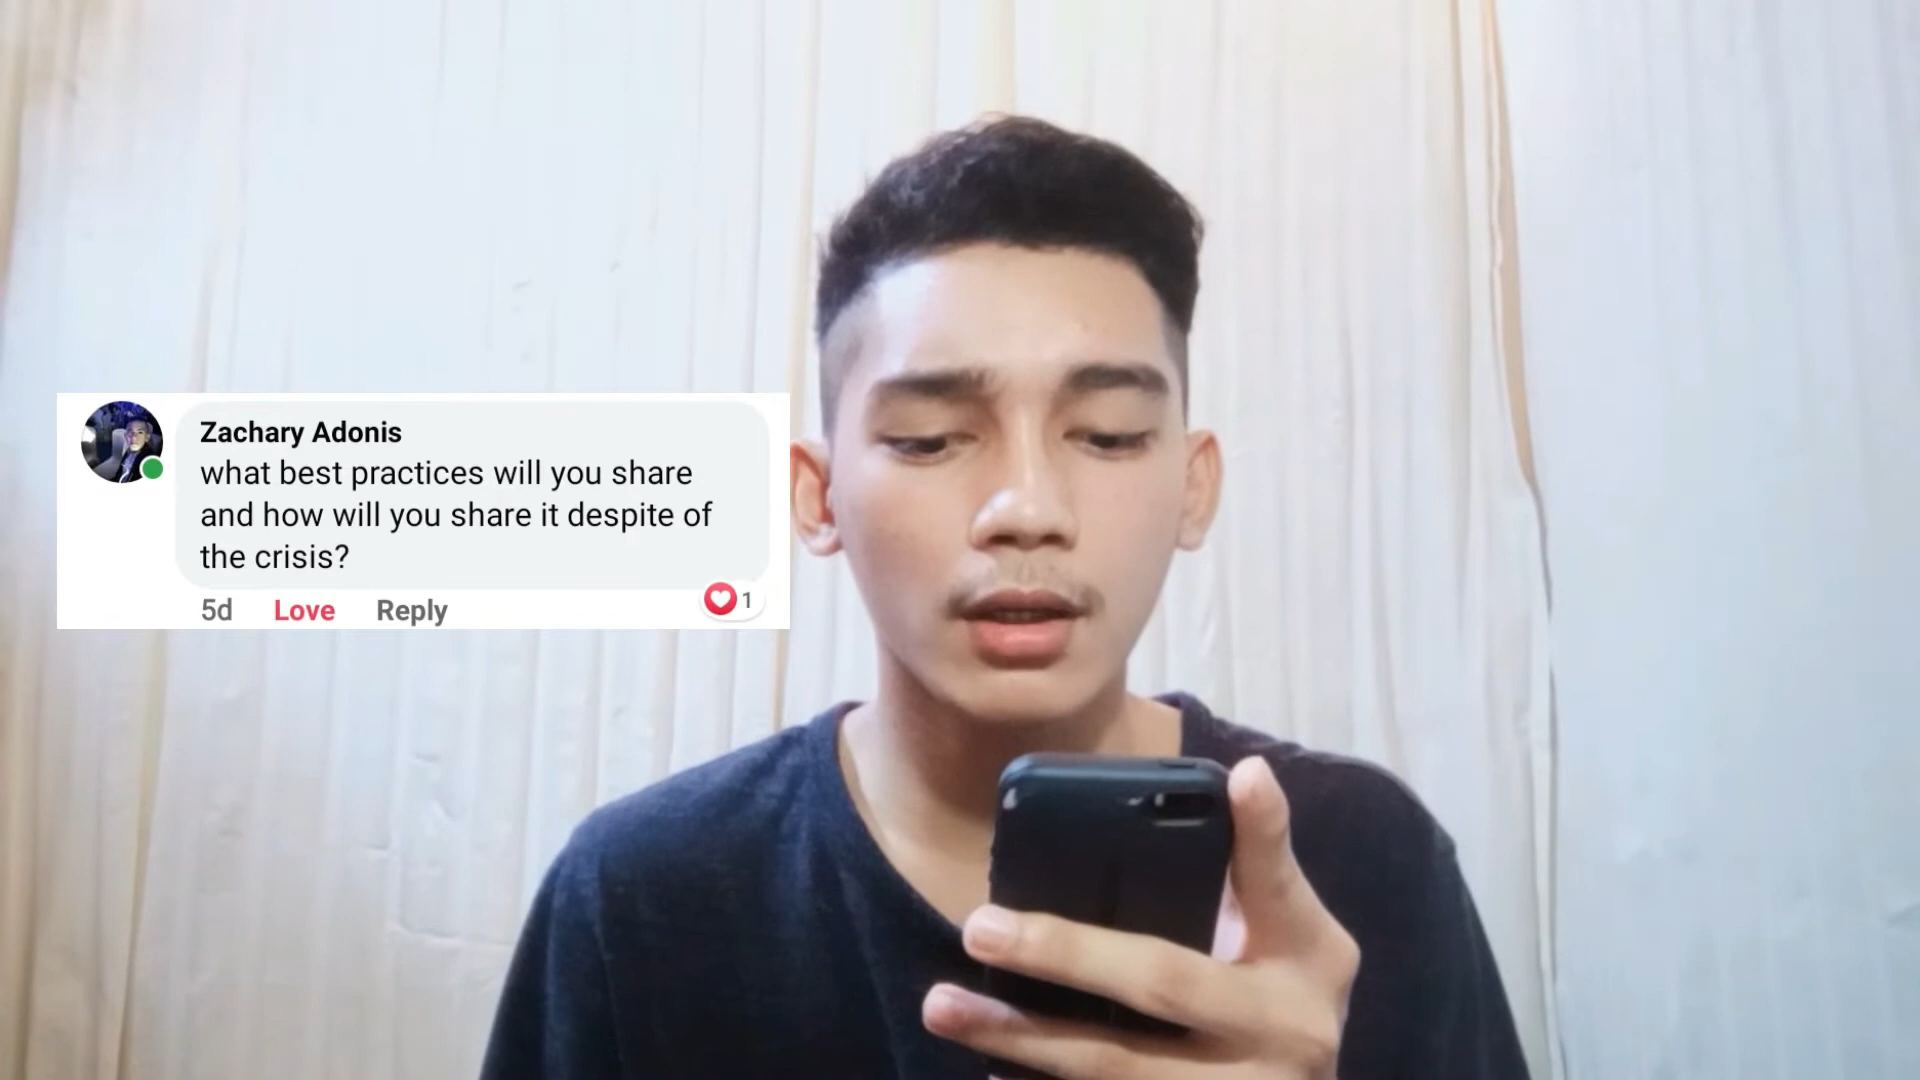 Zachary Adonis
what best practices will you share
and how will you share it despite of
the crisis?
5d Love Reply 1